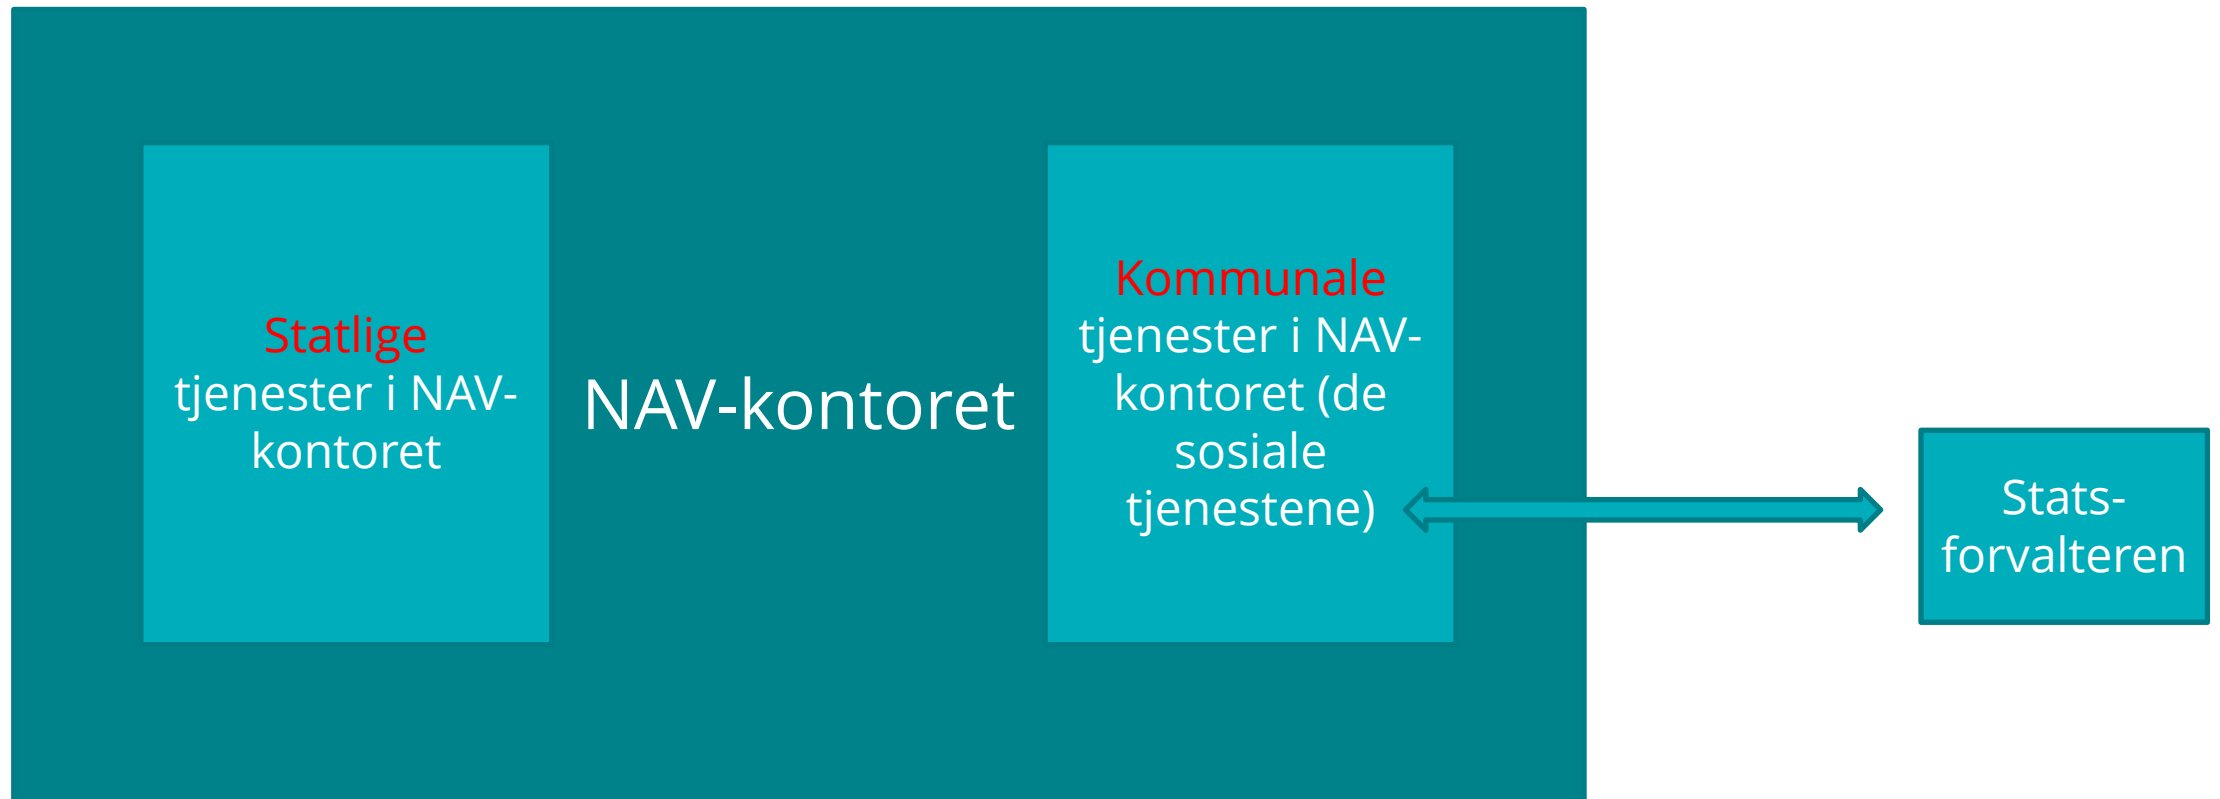 Statlige
tjenester i NAV-
kontoret
NAV-kontoret
Kommunale
tjenester i NAV-
kontoret (de
sosiale
tjenestene)
Stats-
forvalteren